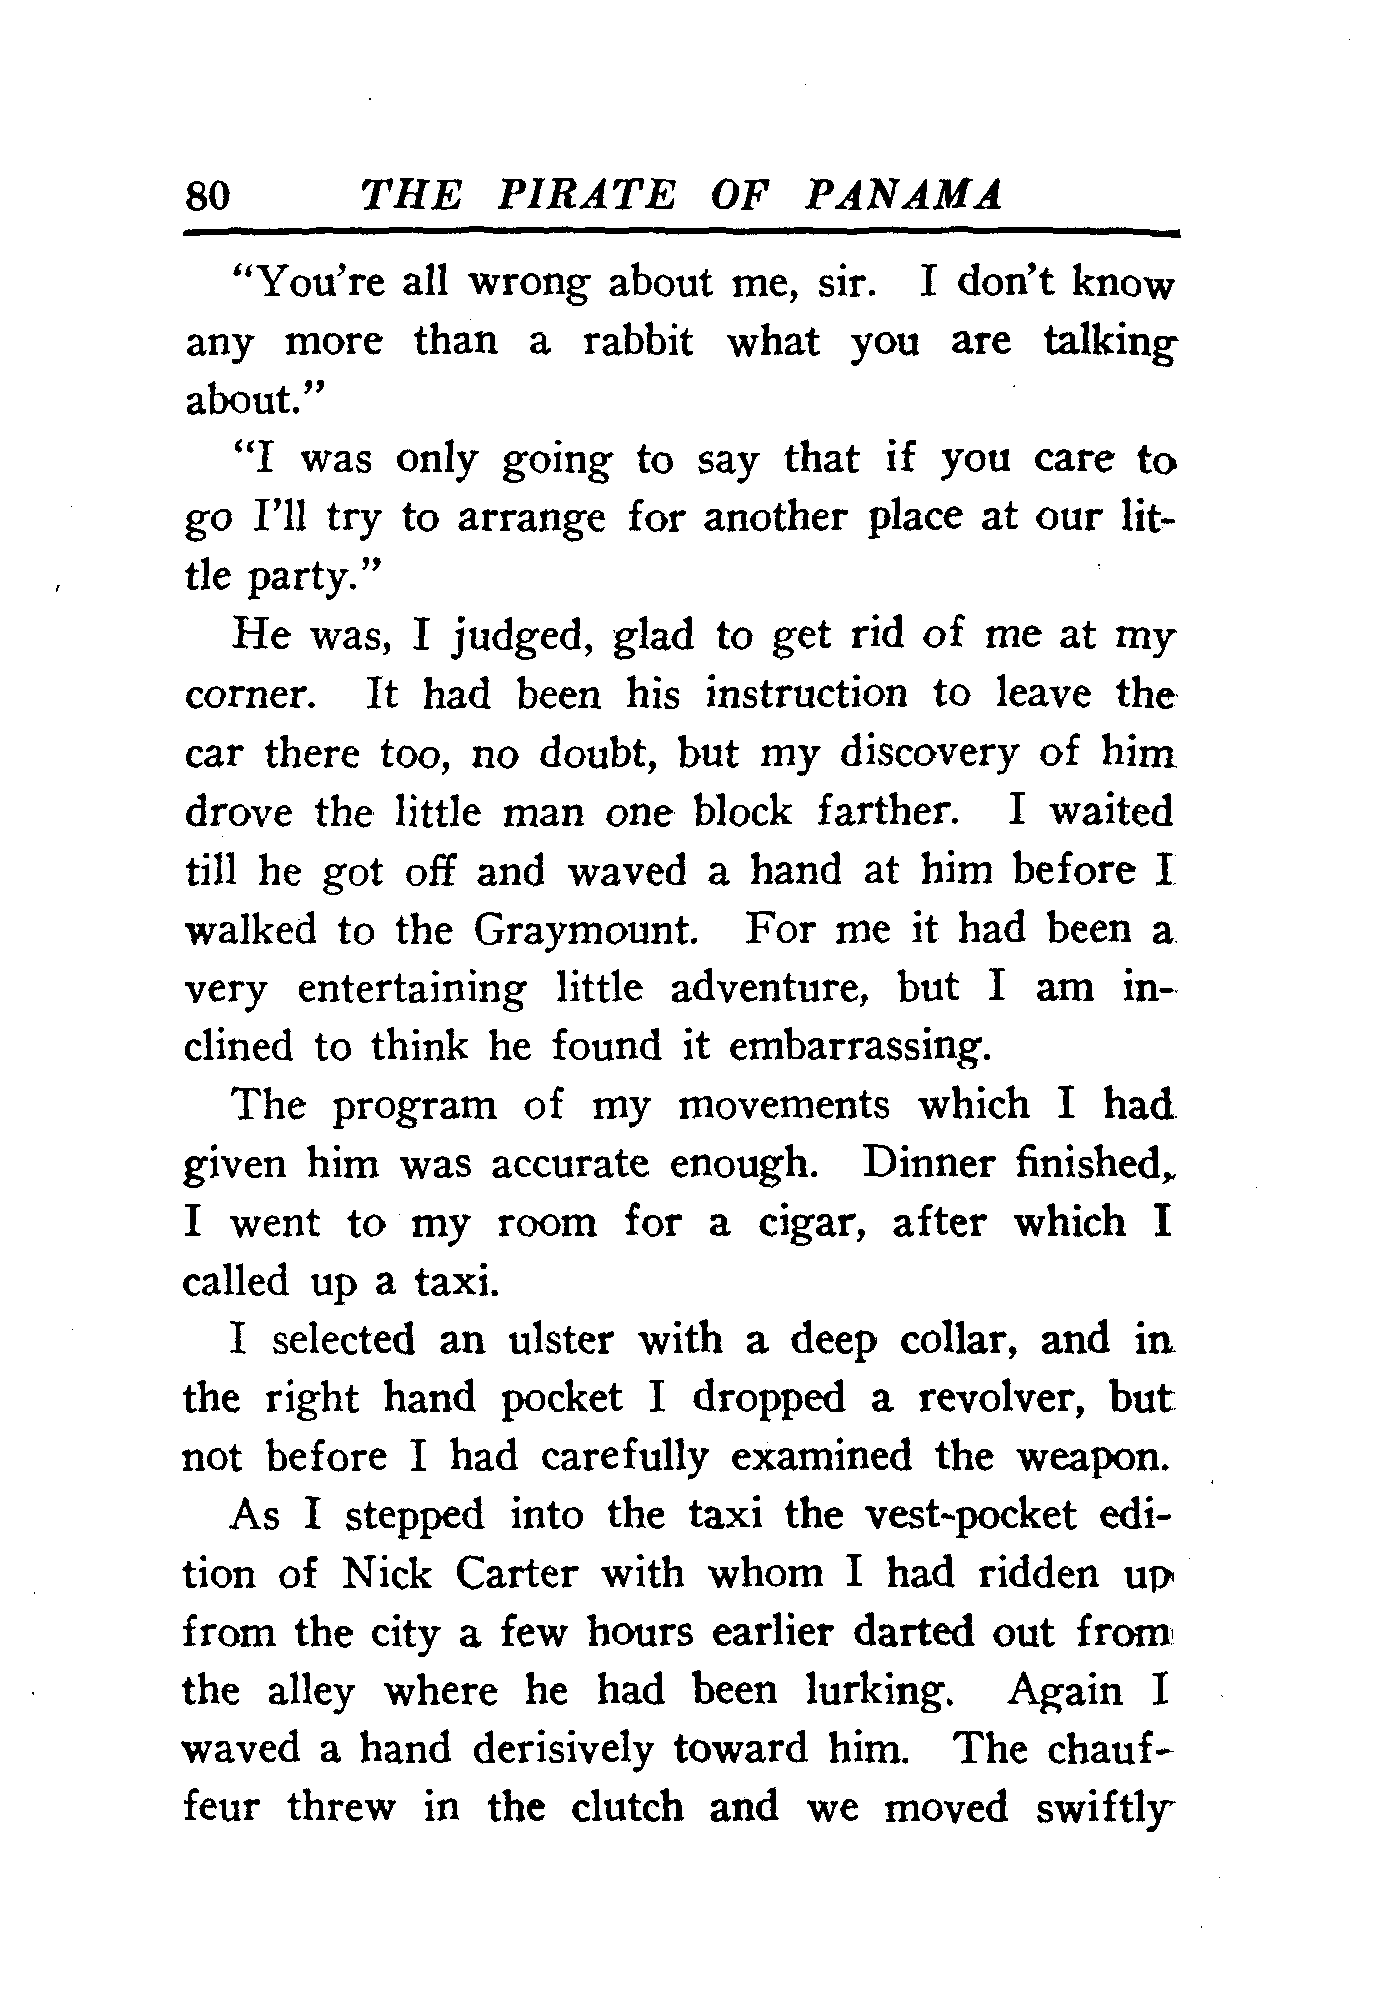 80 THE PIRATE OF PANAMA
"You're all wrong about me, sir. I don't know
any more than a rabbit what you are talking
about."
"I was only going to say that if you care to
go I'll try to arrange for another place at our lit-
tle party."
He was, I judged, glad to get rid of me at my
corner. It had been his instruction to leave the
car there too, no doubt, but my discovery of him
drove the little man one block farther. I waited
till he got off and waved a hand at him before I
walked to the Graymount. For me it had been a
very entertaining little adventure, but I am in-
clined to think he found it embarrassing.
The program of my movements which I had
given him was accurate enough. Dinner finished,
I went to my room for a cigar, after which I
called up a taxi.
I selected an ulster with a deep collar, and in
the right hand pocket I dropped a revolver, but
not before I had carefully examined the weapon.
As I stepped into the taxi the vest-pocket edi-
tion of Nick Carter with whom I had ridden up
from the city a few hours earlier darted out from
the alley where he had been lurking. Again I
waved a hand derisively toward him. The chauf-
feur threw in the clutch and we moved swiftly